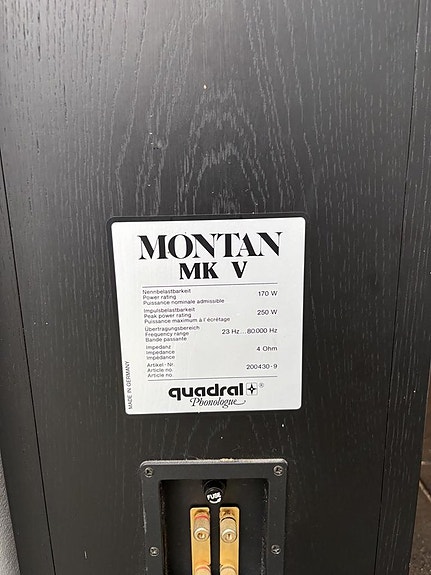 MONTAN
MK V
Nennbelastbarkeit
Power rating 170 W
Puissance nominale admissible
Impulsbelastbarkeit
Peak power rating 250 W
Puissance maximum à l'écrêtage
Übertragungsbereich
Frequency range 23 Hz...80000 Hz
Bande passante
Impedanz
Impedance 4 Ohm
Impédance
Artikel-Nr.
Article no. 200430-9
Article no
MADE IN GERMANY
quadral ®
Phonologue
FUSE